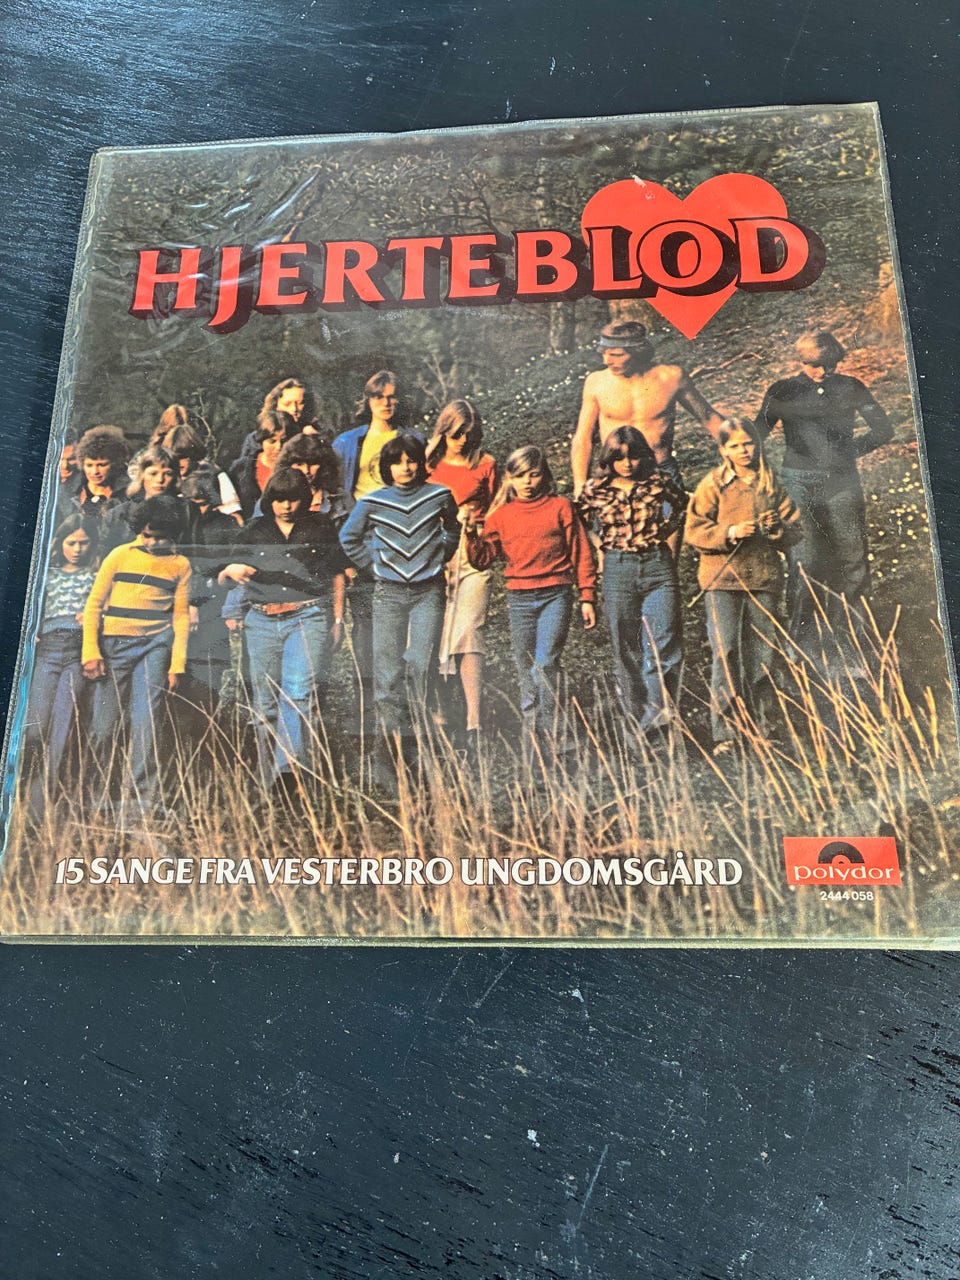 HJERTEBLOD
15 SANGE FRA VESTERBRO UNGDOMSGÅRD
polydor
2444 058